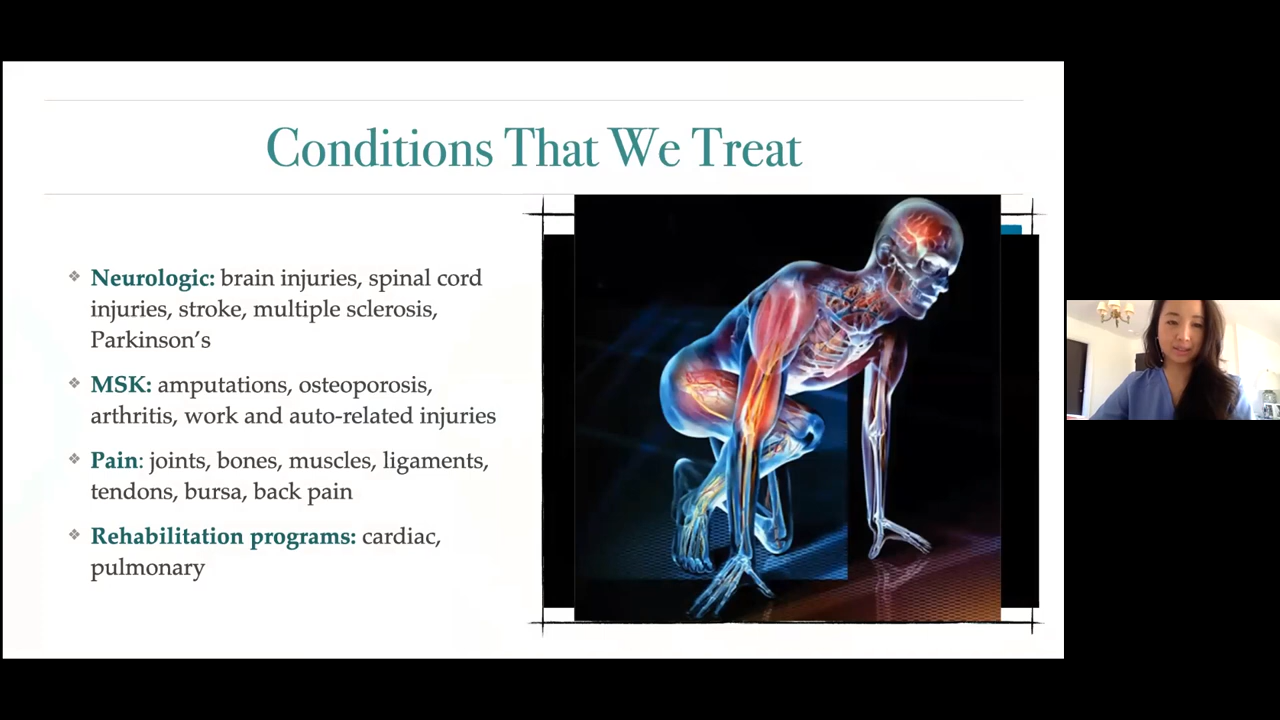 Conditions That We Treat
Neurologic: brain injuries, spinal cord
injuries, stroke, multiple sclerosis,
Parkinson’s
MSK: amputations, osteoporosis,
arthritis, work and auto-related injuries
Pain: joints, bones, muscles, ligaments,
tendons, bursa, back pain
Rehabilitation programs: cardiac,
pulmonary